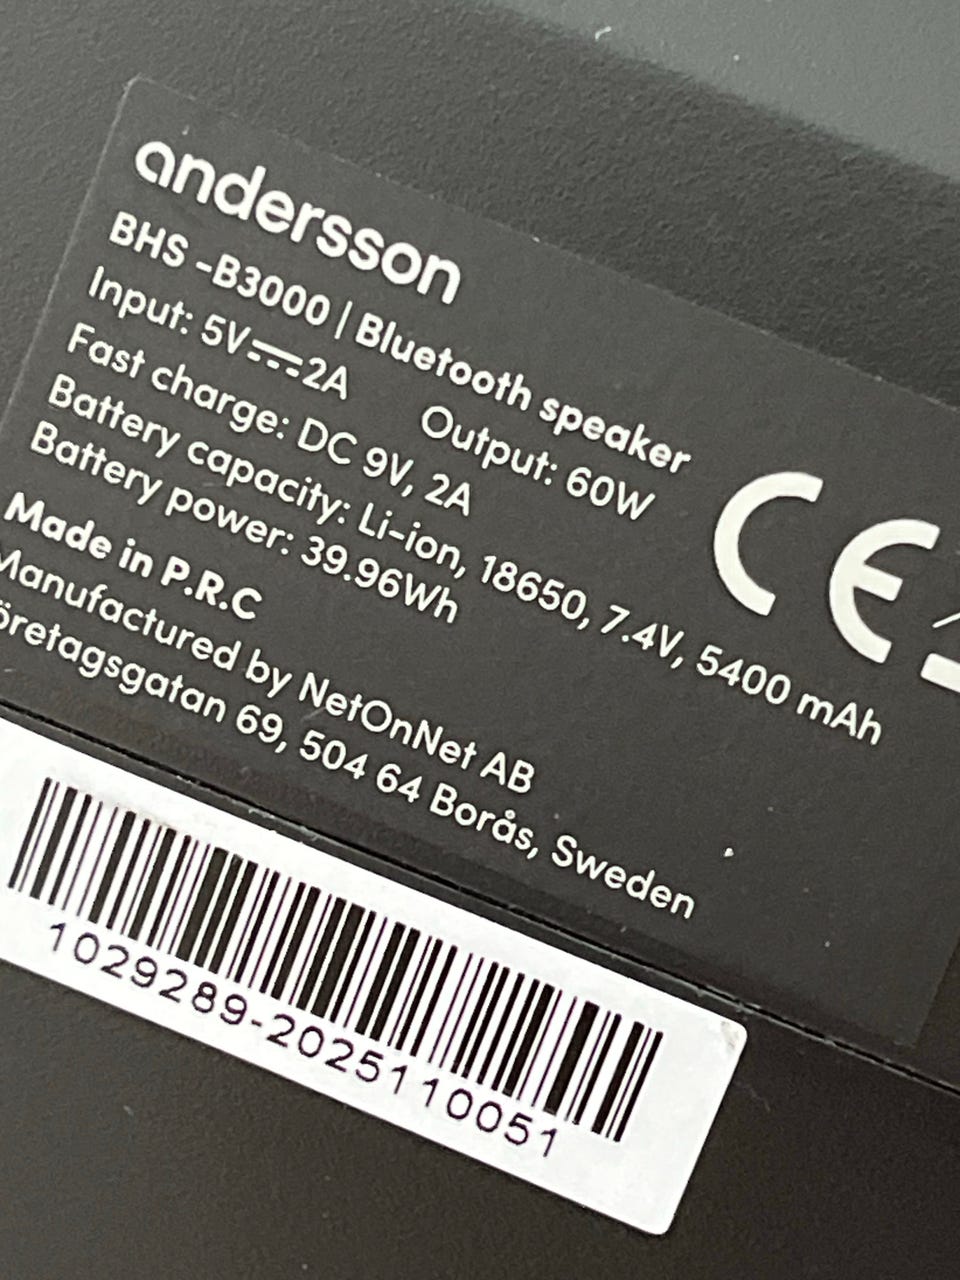 andersson
BHS -B3000 | Bluetooth speaker
Input: 5V⎓2A Output: 60W
Fast charge: DC 9V, 2A
Battery capacity: Li-ion, 18650, 7.4V, 5400 mAh
Battery power: 39.96Wh
CE
Made in P.R.C
Manufactured by NetOnNet AB
öretagsgatan 69, 504 64 Borås, Sweden
1029289-2025110051